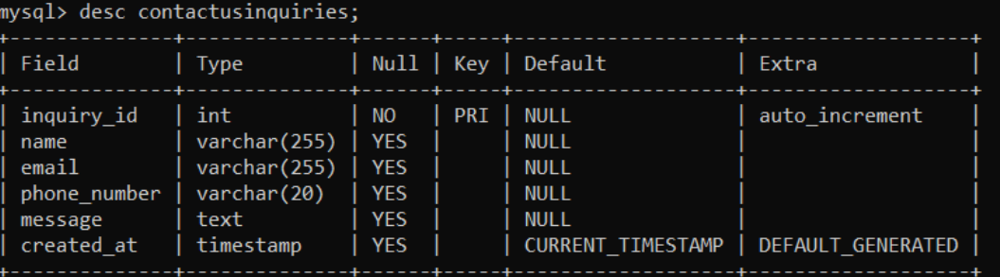 mysql> desc contactusinquiries;
+--------------+--------------+------+-----+-------------------+-------------------+
| Field        | Type         | Null | Key | Default           | Extra             |
+--------------+--------------+------+-----+-------------------+-------------------+
| inquiry_id   | int          | NO   | PRI | NULL              | auto_increment    |
| name         | varchar(255) | YES  |     | NULL              |                   |
| email        | varchar(255) | YES  |     | NULL              |                   |
| phone_number | varchar(20)  | YES  |     | NULL              |                   |
| message      | text         | YES  |     | NULL              |                   |
| created_at   | timestamp    | YES  |     | CURRENT_TIMESTAMP | DEFAULT_GENERATED |
+--------------+--------------+------+-----+-------------------+-------------------+